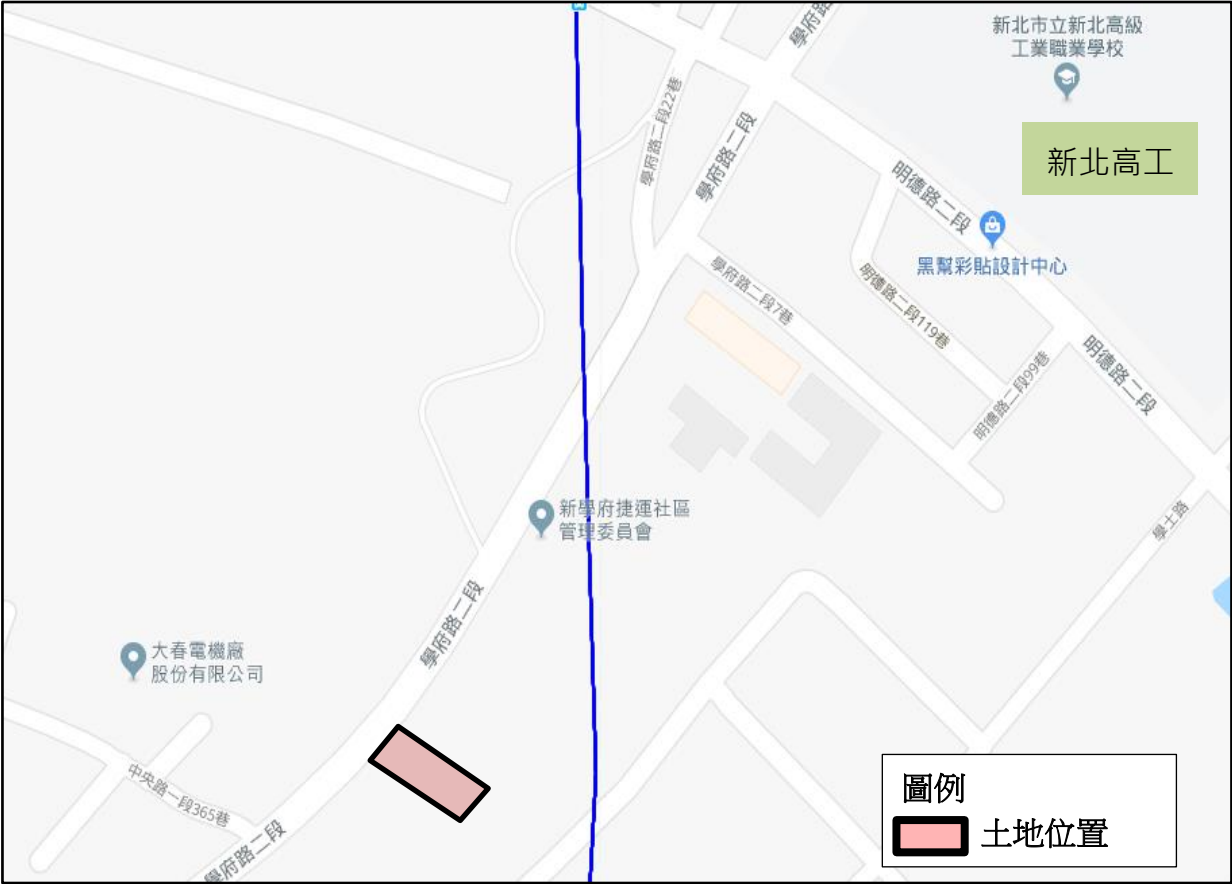 新北市立新北高級
工業職業學校
新北高工
學府路
學府路二段22巷
學府路二段
明德路二段
黑幫彩貼設計中心
學府路二段7巷
明德路二段119巷
明德路二段99巷
明德路二段
新學府捷運社區
管理委員會
學士路
學府路二段
大春電機廠
股份有限公司
中央路一段365巷
學府路二段
圖例
土地位置